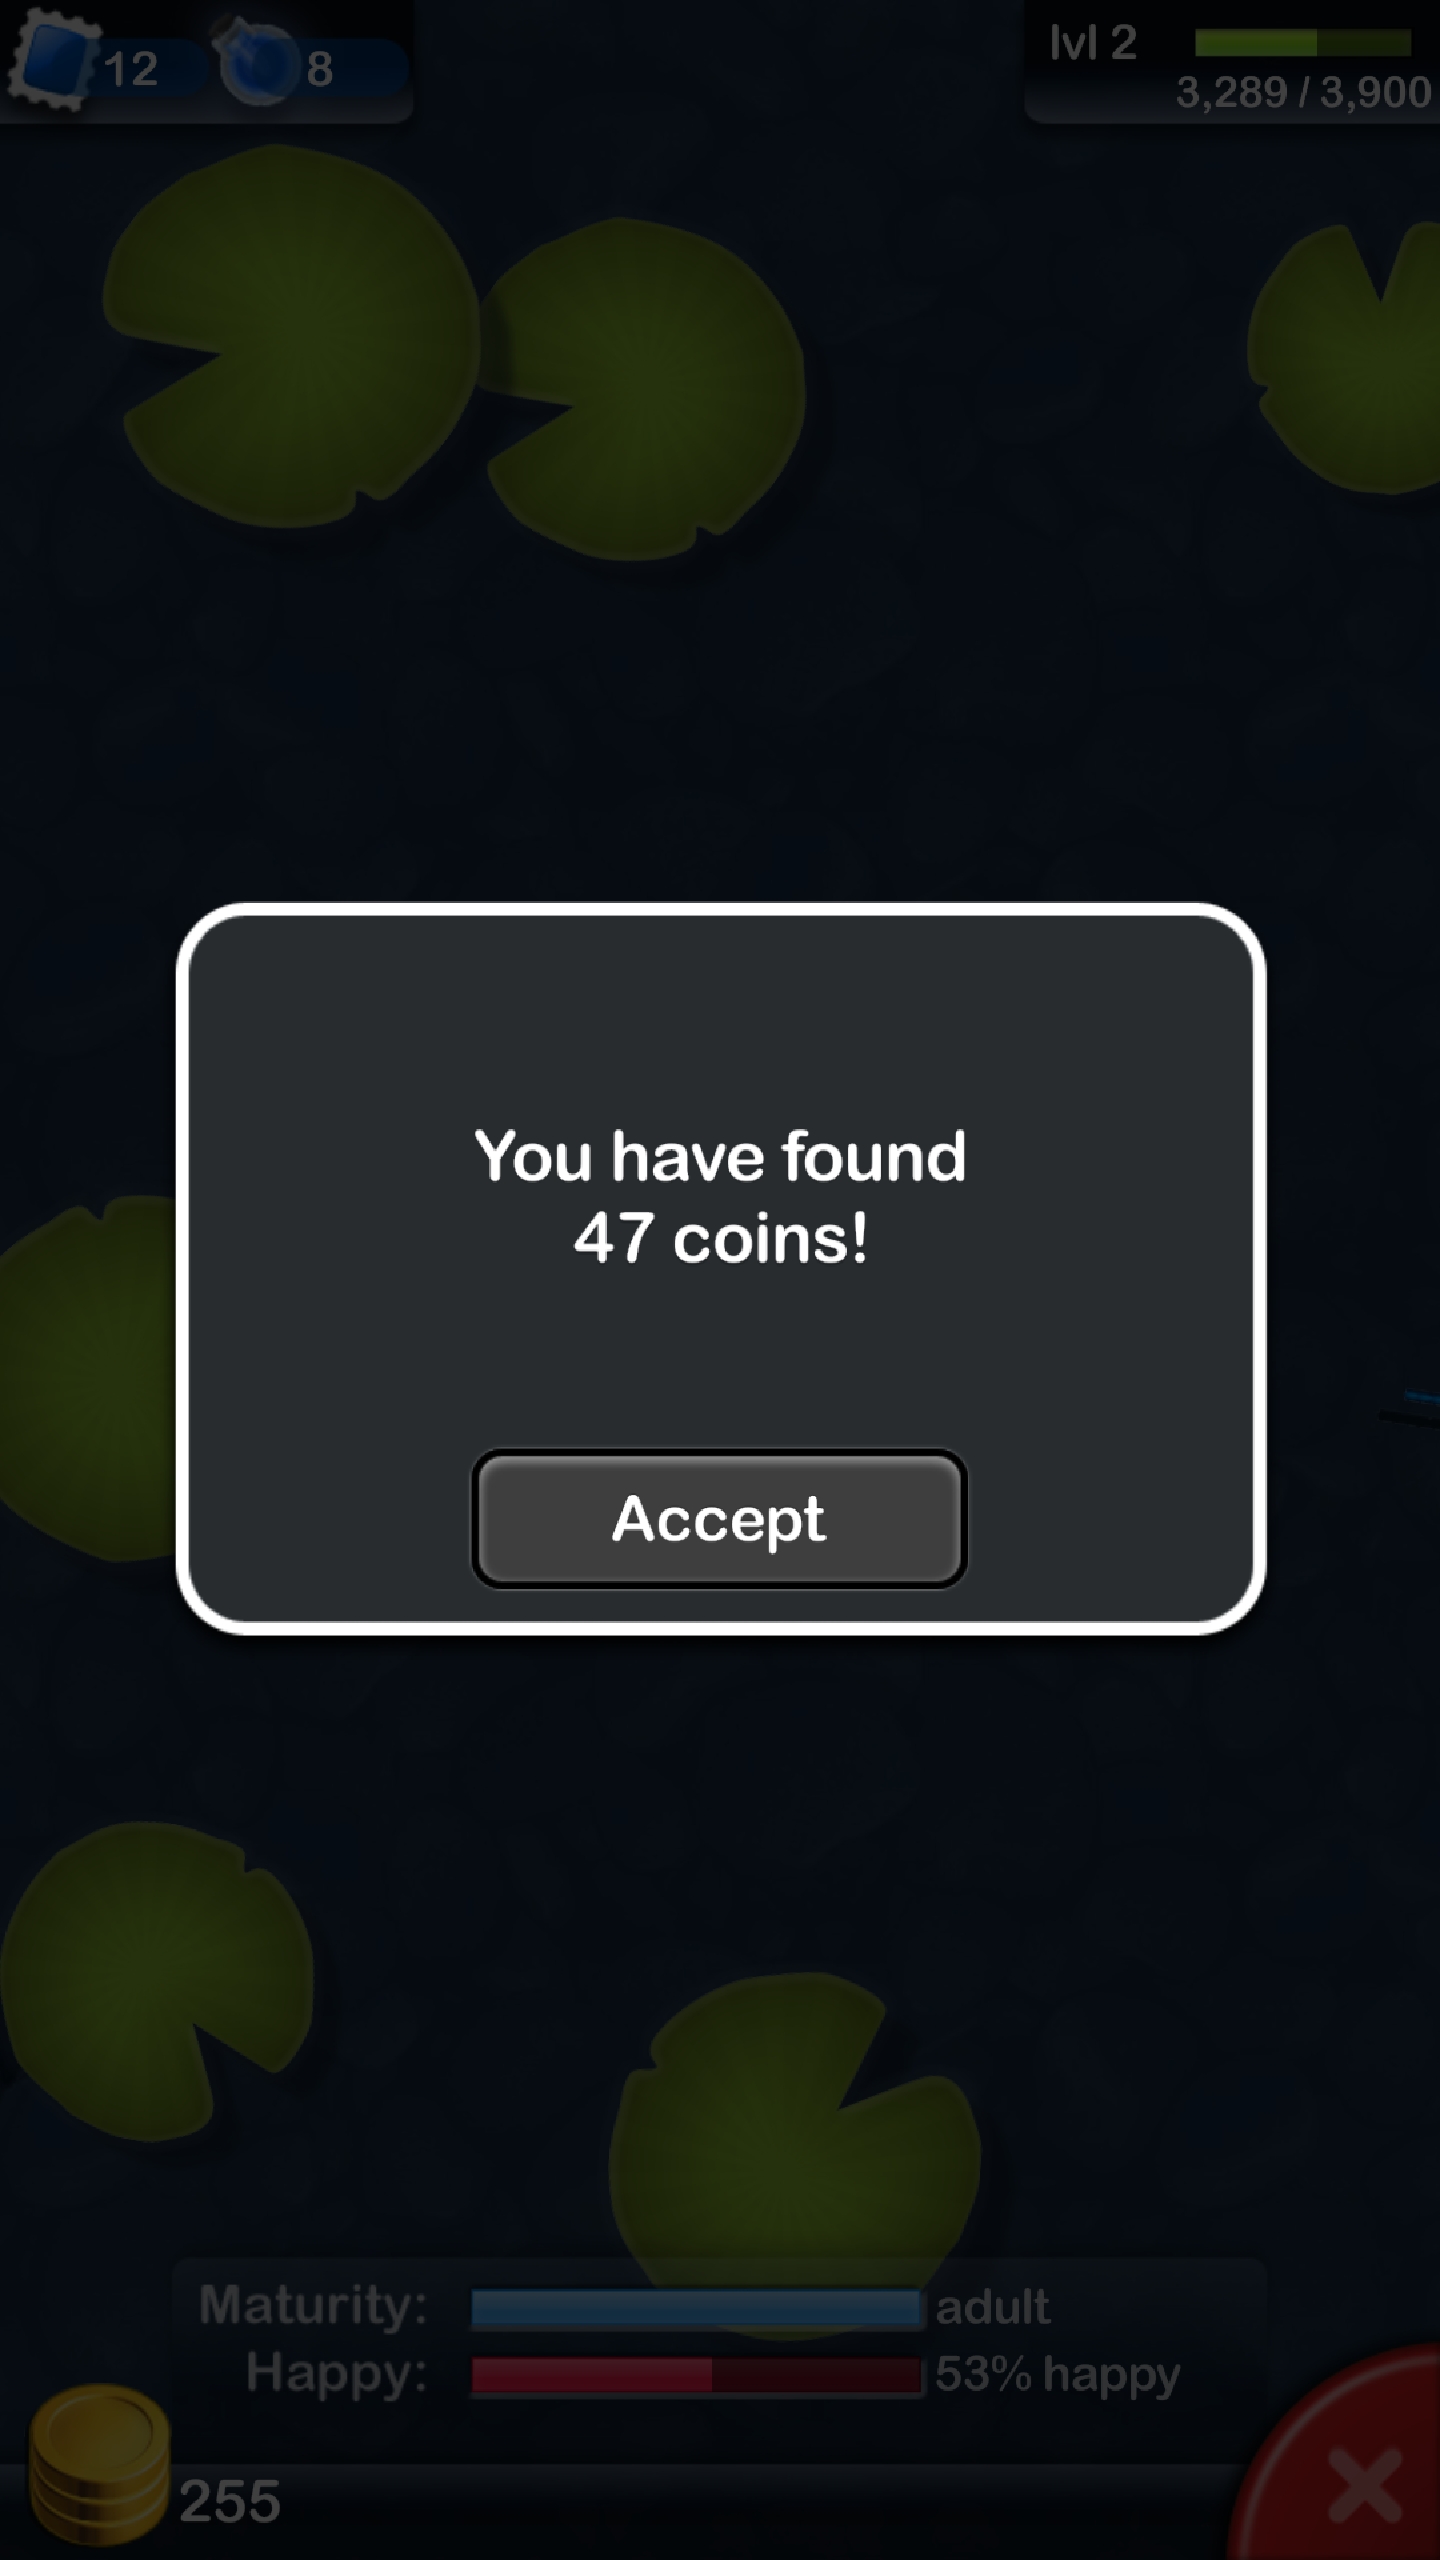 12 8 lvl 2
3,289 / 3,900
You have found
47 coins!
Accept
Maturity: adult
Happy: 53% happy
255